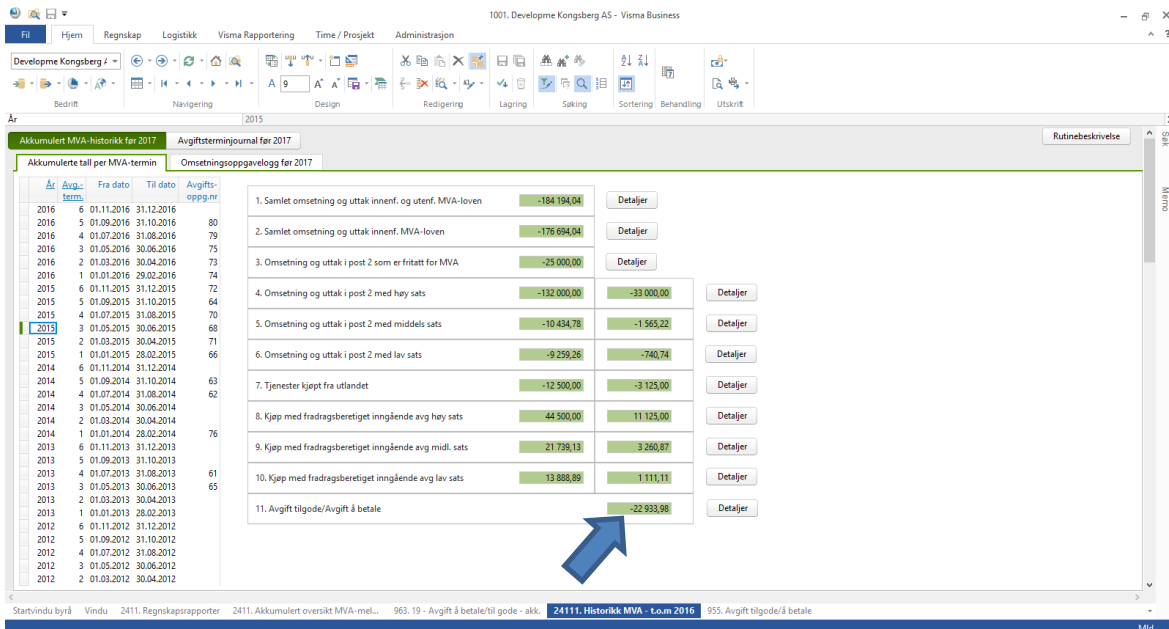 1001. Developme Kongsberg AS - Visma Business
Fil Hjem Regnskap Logistikk Visma Rapportering Time / Prosjekt Administrasjon
Developme Kongsberg A
A 9 A A
Bedrift Navigering Design Redigering Lagring Søking Sortering Behandling Utskrift
År 2015
Akkumulert MVA-historikk før 2017 Avgiftsterminjournal før 2017 Rutinebeskrivelse
Søk
Memo
Akkumulerte tall per MVA-termin Omsetningsoppgavelogg før 2017
År Avg.-term. Fra dato Til dato Avgifts-oppg.nr
2016 6 01.11.2016 31.12.2016
2016 5 01.09.2016 31.10.2016 80
2016 4 01.07.2016 31.08.2016 79
2016 3 01.05.2016 30.06.2016 75
2016 2 01.03.2016 30.04.2016 73
2016 1 01.01.2016 29.02.2016 74
2015 6 01.11.2015 31.12.2015 72
2015 5 01.09.2015 31.10.2015 64
2015 4 01.07.2015 31.08.2015 70
2015 3 01.05.2015 30.06.2015 68
2015 2 01.03.2015 30.04.2015 71
2015 1 01.01.2015 28.02.2015 66
2014 6 01.11.2014 31.12.2014
2014 5 01.09.2014 31.10.2014 63
2014 4 01.07.2014 31.08.2014 62
2014 3 01.05.2014 30.06.2014
2014 2 01.03.2014 30.04.2014
2014 1 01.01.2014 28.02.2014 76
2013 6 01.11.2013 31.12.2013
2013 5 01.09.2013 31.10.2013
2013 4 01.07.2013 31.08.2013 61
2013 3 01.05.2013 30.06.2013 65
2013 2 01.03.2013 30.04.2013
2013 1 01.01.2013 28.02.2013
2012 6 01.11.2012 31.12.2012
2012 5 01.09.2012 31.10.2012
2012 4 01.07.2012 31.08.2012
2012 3 01.05.2012 30.06.2012
2012 2 01.03.2012 30.04.2012
1. Samlet omsetning og uttak innenf. og utenf. MVA-loven -184 194,04 Detaljer
2. Samlet omsetning og uttak innenf. MVA-loven -176 694,04 Detaljer
3. Omsetning og uttak i post 2 som er fritatt for MVA -25 000,00 Detaljer
4. Omsetning og uttak i post 2 med høy sats -132 000,00 -33 000,00 Detaljer
5. Omsetning og uttak i post 2 med middels sats -10 434,78 -1 565,22 Detaljer
6. Omsetning og uttak i post 2 med lav sats -9 259,26 -740,74 Detaljer
7. Tjenester kjøpt fra utlandet -12 500,00 -3 125,00 Detaljer
8. Kjøp med fradragsberetiget inngående avg høy sats 44 500,00 11 125,00 Detaljer
9. Kjøp med fradragsberetiget inngående avg midl. sats 21 739,13 3 260,87 Detaljer
10. Kjøp med fradragsberetiget inngående avg lav sats 13 888,89 1 111,11 Detaljer
11. Avgift tilgode/Avgift å betale -22 933,98 Detaljer
Startvindu byrå Vindu 2411. Regnskapsrapporter 2411. Akkumulert oversikt MVA-mel... 963. 19 - Avgift å betale/til gode - akk. 24111. Historikk MVA - t.o.m 2016 955. Avgift tilgode/å betale
Mld